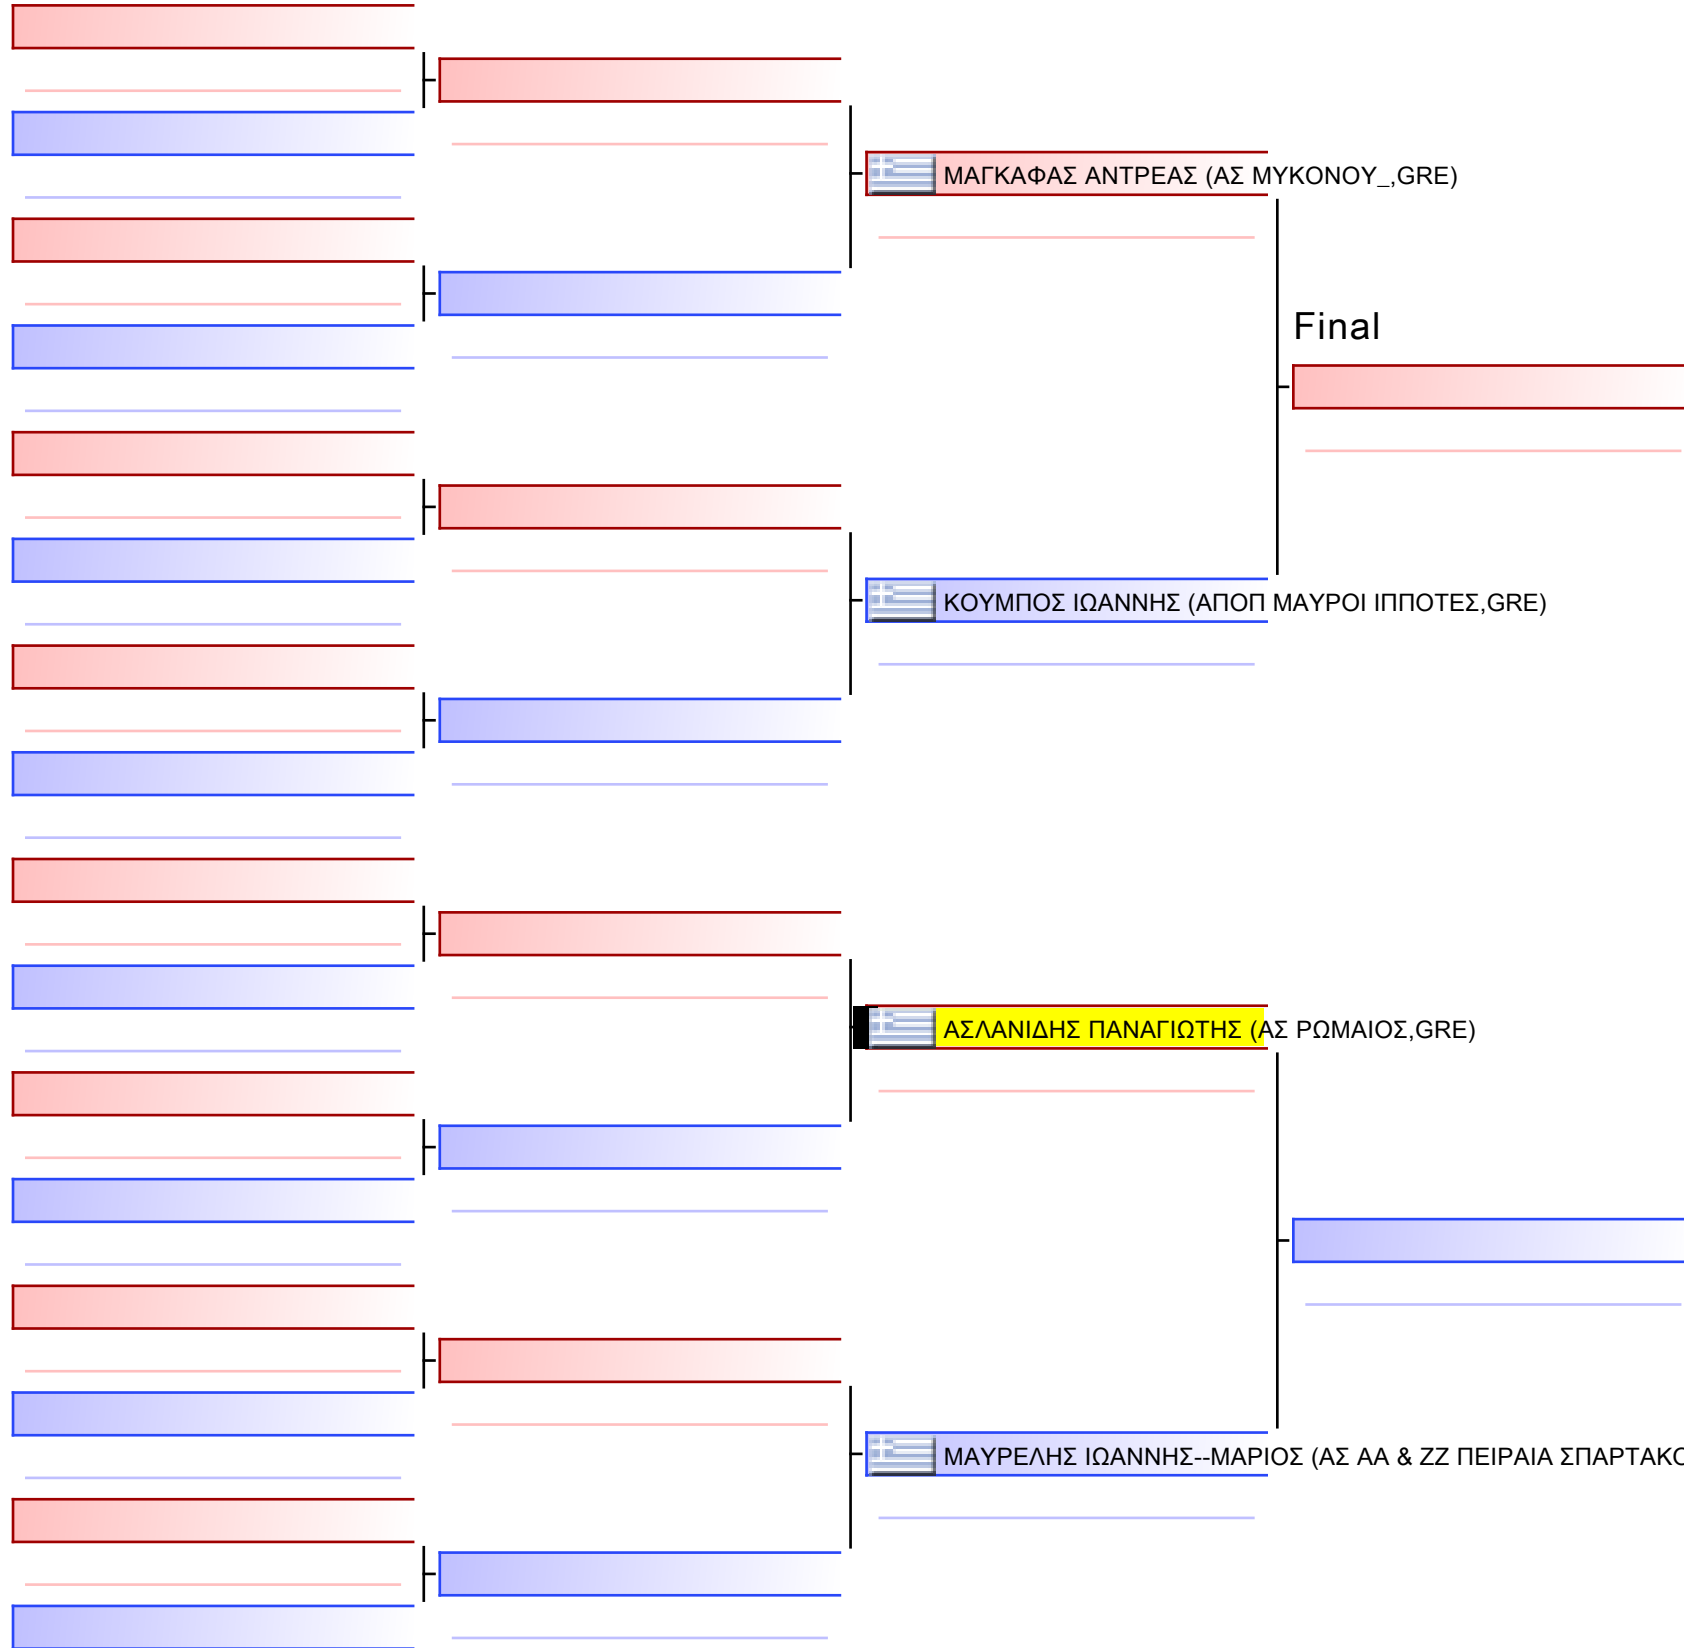 ΜΑΓΚΑΦΑΣ ΑΝΤΡΕΑΣ (ΑΣ ΜΥΚΟΝΟΥ_,GRE)
Final
ΚΟΥΜΠΟΣ ΙΩΑΝΝΗΣ (ΑΠΟΠ ΜΑΥΡΟΙ ΙΠΠΟΤΕΣ,GRE)
ΑΣΛΑΝΙΔΗΣ ΠΑΝΑΓΙΩΤΗΣ (ΑΣ ΡΩΜΑΙΟΣ,GRE)
ΜΑΥΡΕΛΗΣ ΙΩΑΝΝΗΣ--ΜΑΡΙΟΣ (ΑΣ ΑΑ & ΖΖ ΠΕΙΡΑΙΑ